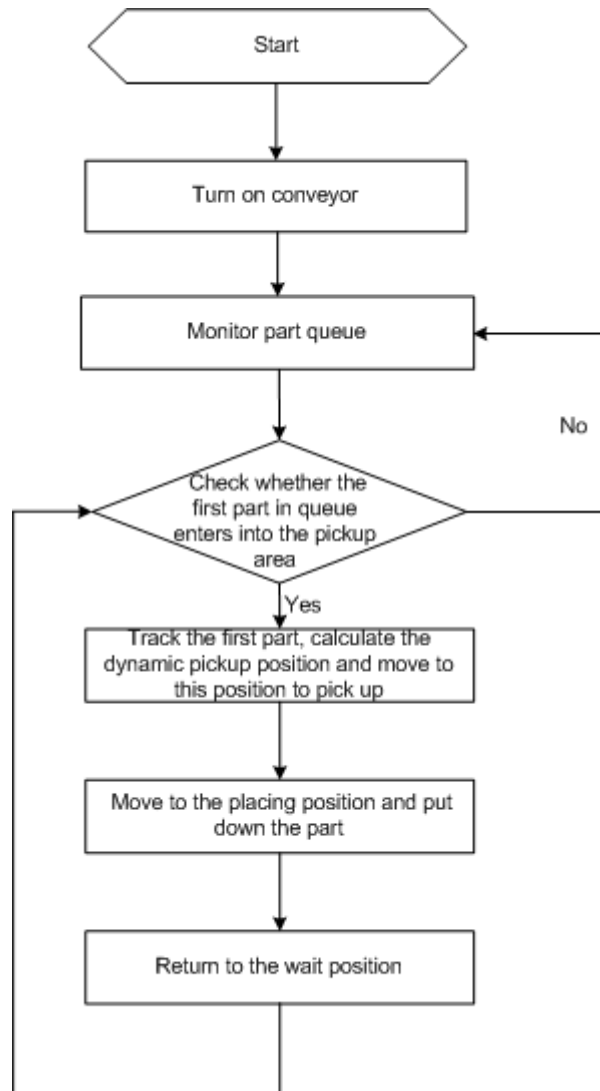 Start
Turn on conveyor
Monitor part queue
No
Check whether the
first part in queue
enters into the pickup
area
Yes
Track the first part, calculate the
dynamic pickup position and move to
this position to pick up
Move to the placing position and put
down the part
Return to the wait position